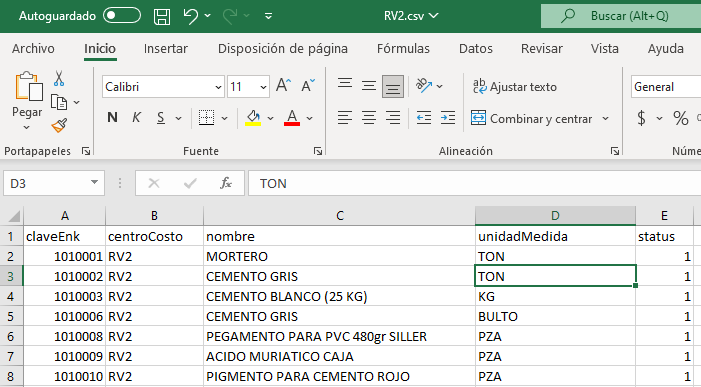 Autoguardado RV2.csv Buscar (Alt+Q)
Archivo Inicio Insertar Disposición de página Fórmulas Datos Revisar Vista Ayuda
Pegar Calibri 11 A A ab Ajustar texto General
N K S A Combinar y centrar $ %
Portapapeles Fuente Alineación Núme
D3 fx TON
A B C D E
1 claveEnk centroCosto nombre unidadMedida status
2 1010001 RV2 MORTERO TON 1
3 1010002 RV2 CEMENTO GRIS TON 1
4 1010003 RV2 CEMENTO BLANCO (25 KG) KG 1
5 1010006 RV2 CEMENTO GRIS BULTO 1
6 1010008 RV2 PEGAMENTO PARA PVC 480gr SILLER PZA 1
7 1010009 RV2 ACIDO MURIATICO CAJA PZA 1
8 1010010 RV2 PIGMENTO PARA CEMENTO ROJO PZA 1